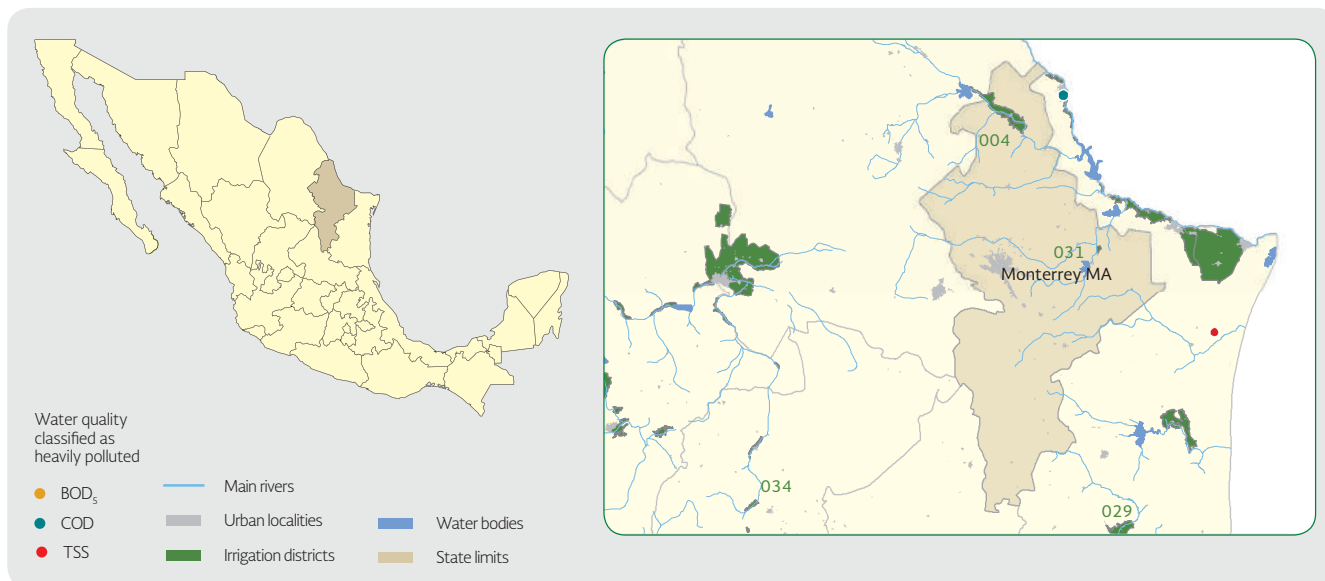 Water quality
classified as
heavily polluted
BOD5
COD
TSS
Main rivers
Urban localities
Irrigation districts
Water bodies
State limits
004
031
Monterrey MA
034
029